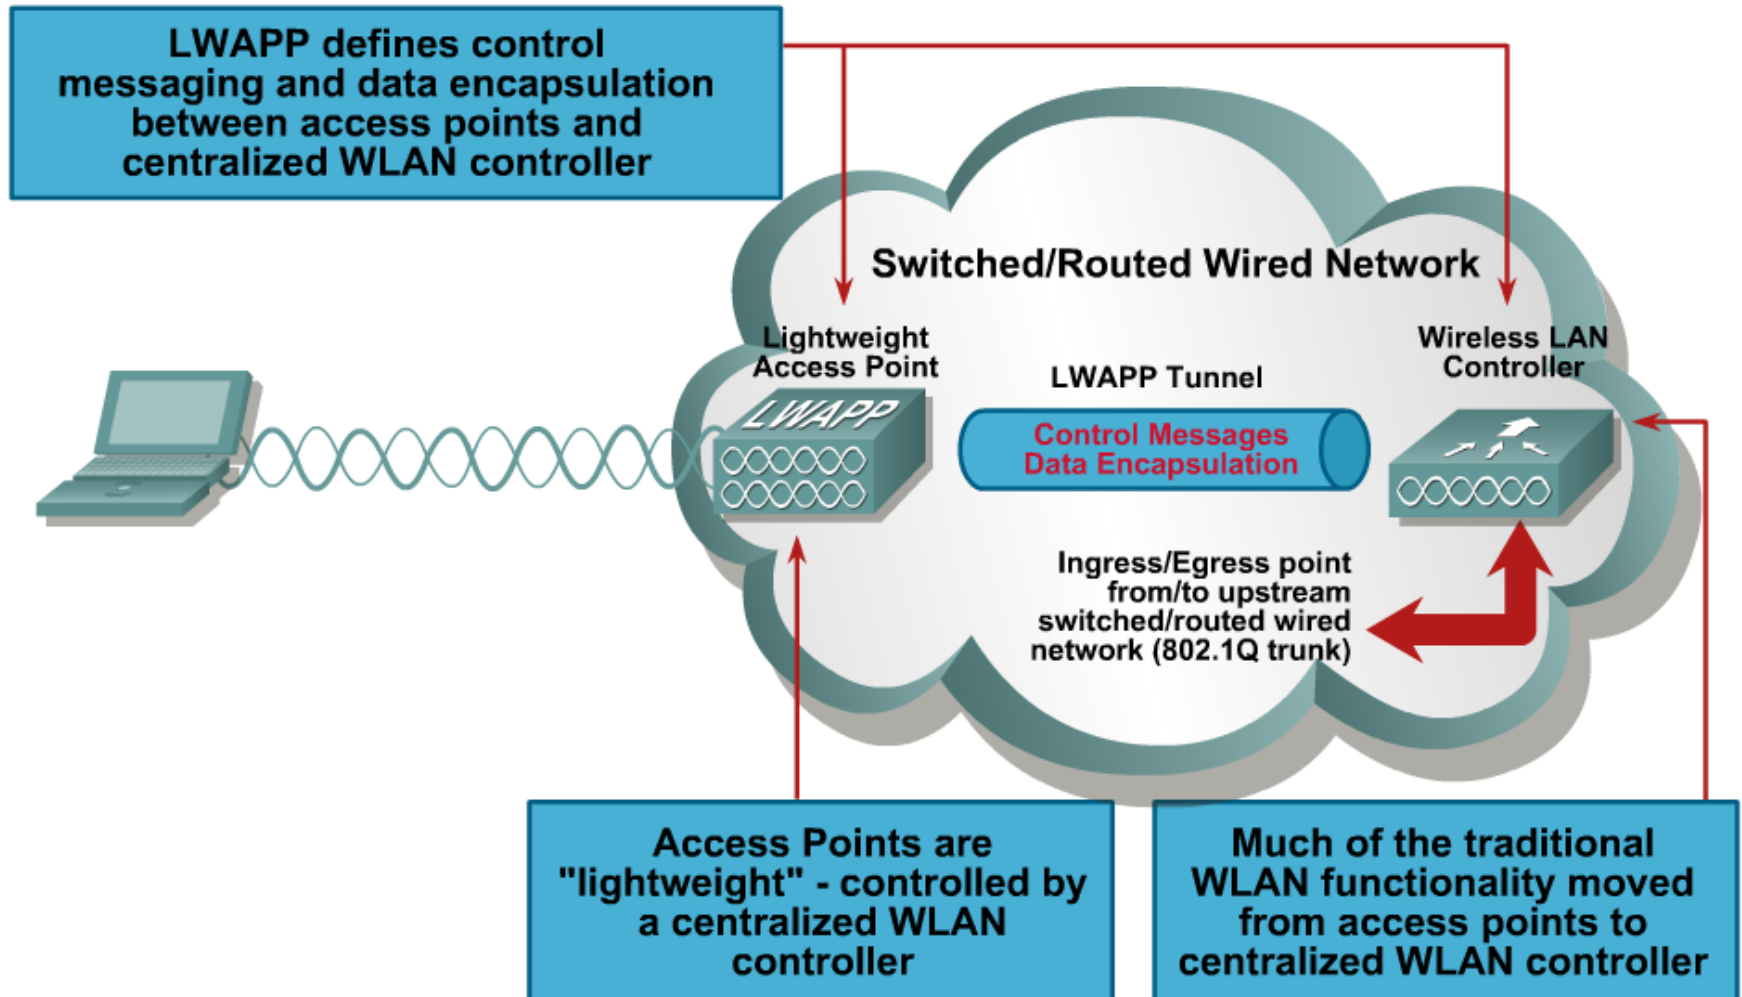 LWAPP defines control
messaging and data encapsulation
between access points and
centralized WLAN controller
Switched/Routed Wired Network
Lightweight
Access Point
LWAPP
LWAPP Tunnel
Control Messages
Data Encapsulation
Wireless LAN
Controller
Ingress/Egress point
from/to upstream
switched/routed wired
network (802.1Q trunk)
Access Points are
"lightweight" - controlled by
a centralized WLAN
controller
Much of the traditional
WLAN functionality moved
from access points to
centralized WLAN controller